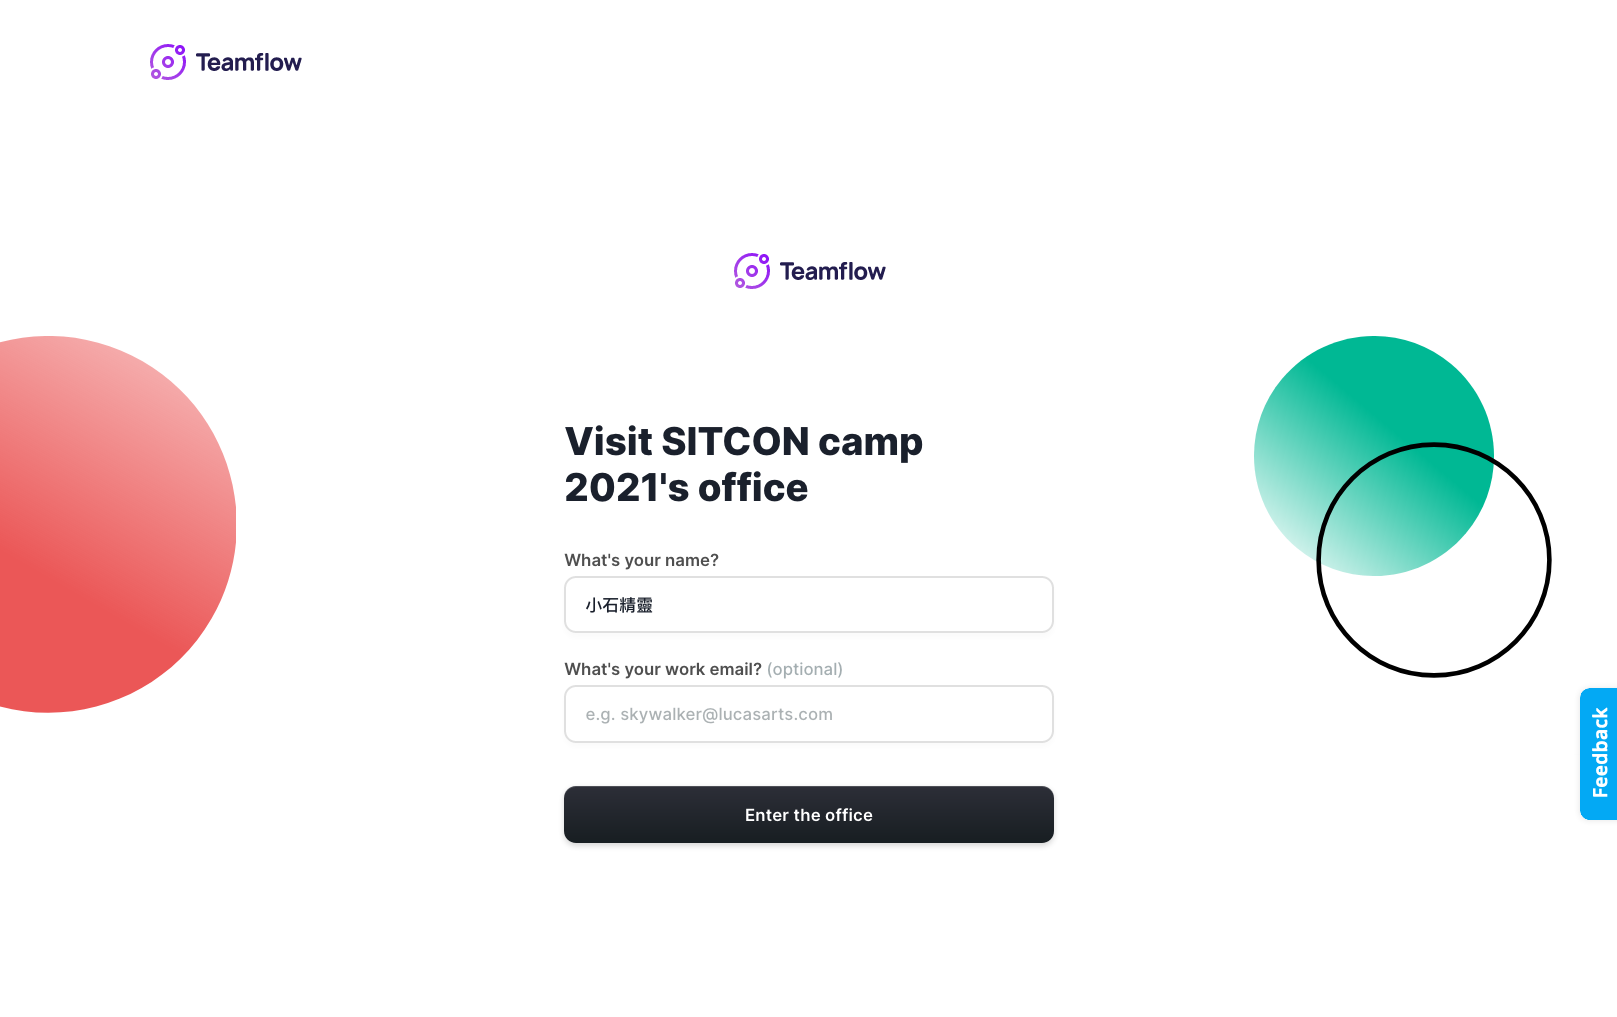 Teamflow
Teamflow
Visit SITCON camp
2021's office
What's your name?
小石精靈
What's your work email? (optional)
e.g. skywalker@lucasarts.com
Enter the office
Feedback